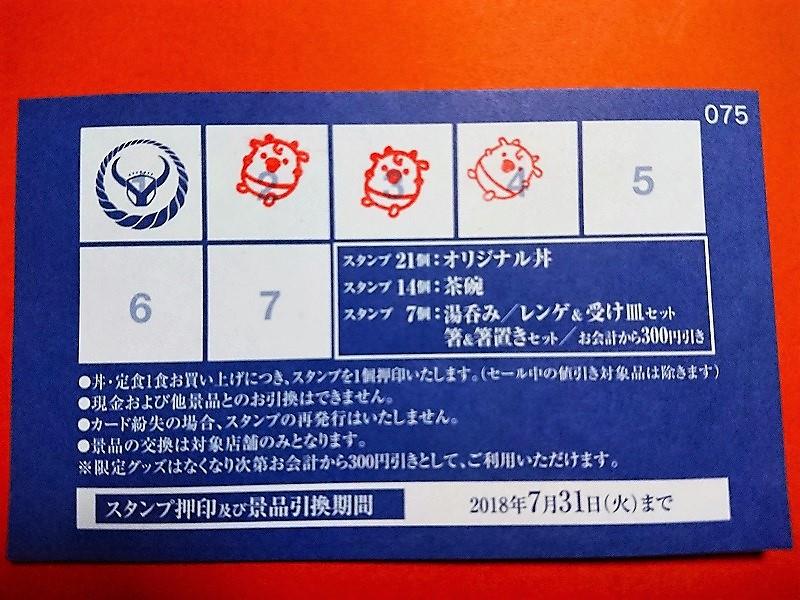 075
1 2 3 4 5
6 7
スタンプ 21個：オリジナル丼
スタンプ 14個：茶碗
スタンプ 7個：湯呑み／レンゲ&受け皿セット
箸&箸置きセット／お会計から300円引き
●丼・定食1食お買い上げにつき、スタンプを1個押印いたします。（セール中の値引き対象品は除きます）
●現金および他景品とのお引換はできません。
●カード紛失の場合、スタンプの再発行はいたしません。
●景品の交換は対象店舗のみとなります。
※限定グッズはなくなり次第お会計から300円引きとして、ご利用いただけます。
スタンプ押印及び景品引換期間 2018年7月31日（火）まで